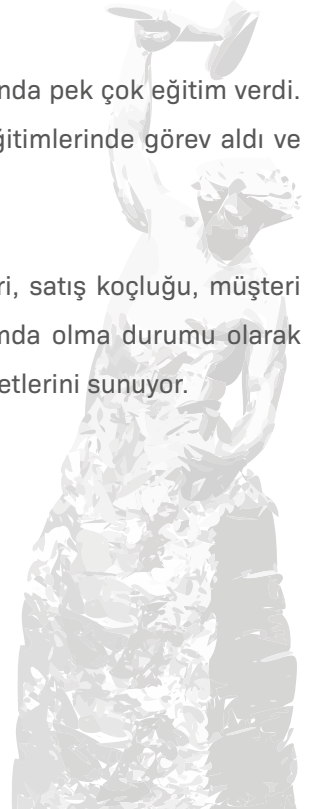 nda pek çok eğitim verdi.
ğitimlerinde görev aldı ve
ri, satış koçluğu, müşteri
nda olma durumu olarak
etlerini sunuyor.